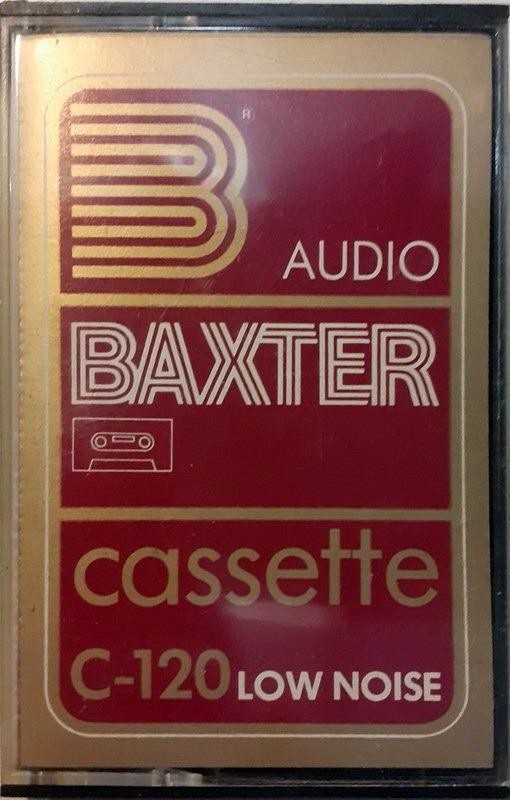 B®
AUDIO
BAXTER
cassette
C-120 LOW NOISE